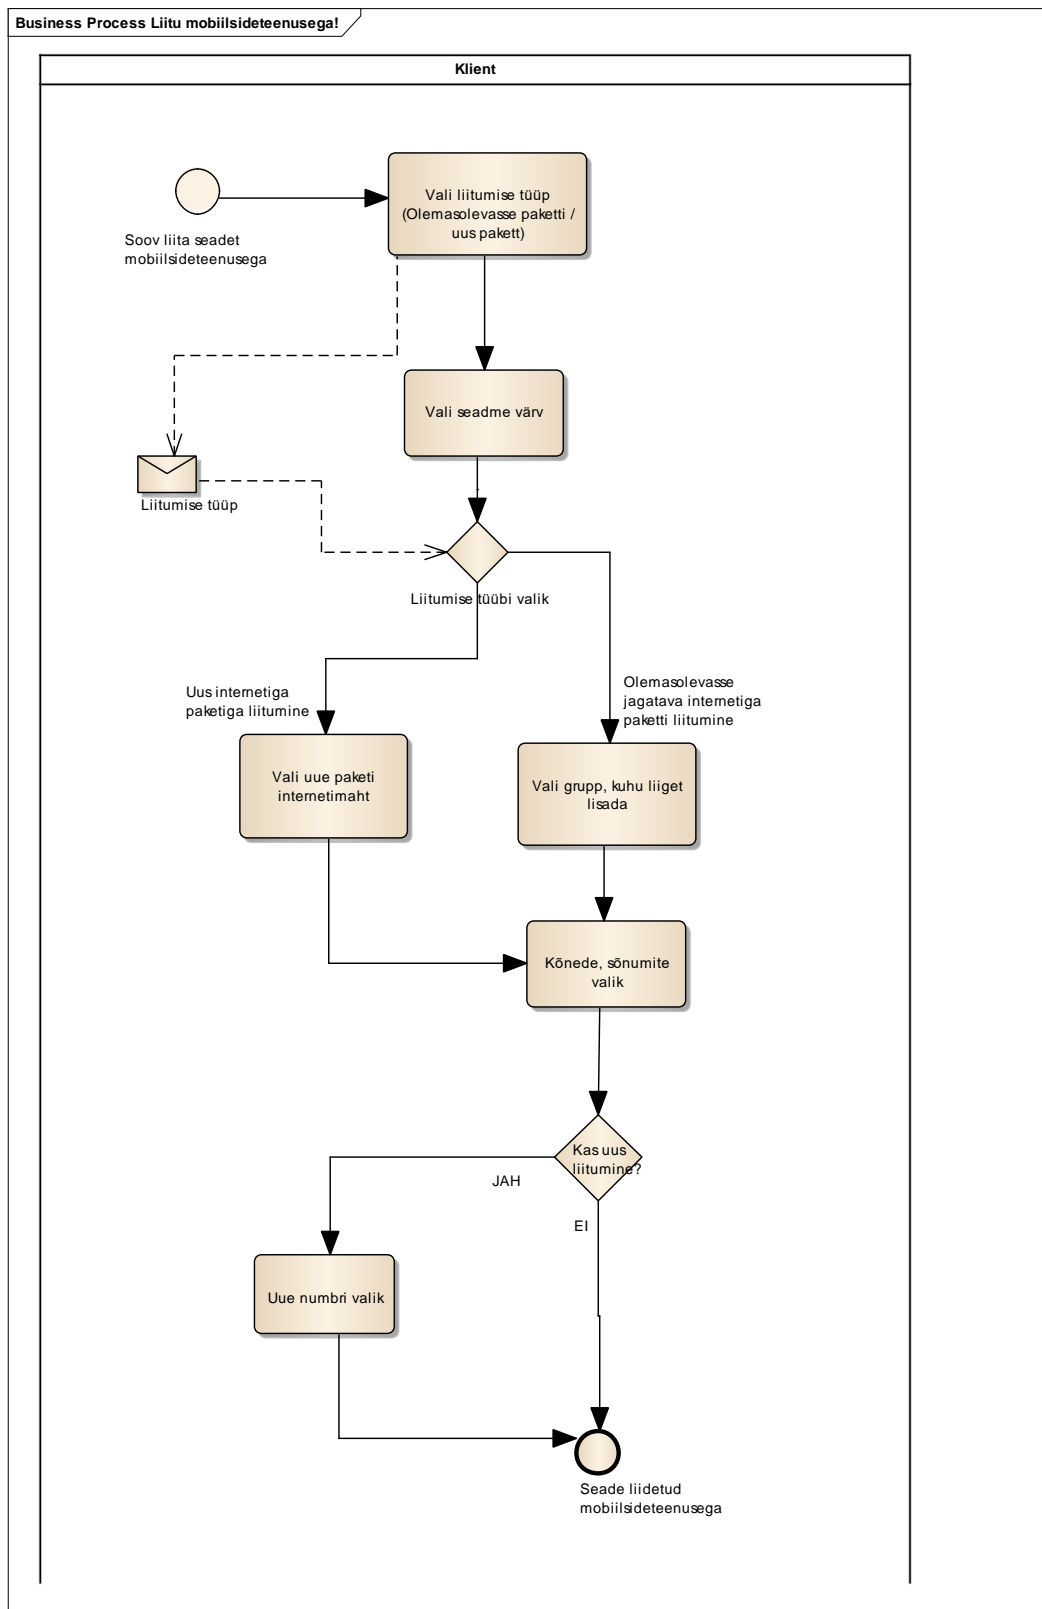 Business Process Liitu mobiilsideteenusega!
Klient
Vali liitumise tüüp
(Olemasolevasse paketti /
uus pakett)
Soov liita seadet
mobiilsideteenusega
Vali seadme värv
Liitumise tüüp
Liitumise tüübi valik
Uus internetiga
paketiga liitumine
Olemasolevasse
jagatava internetiga
paketti liitumine
Vali uue paketi
internetimaht
Vali grupp, kuhu liiget
lisada
Kõnede, sõnumite
valik
Kas uus
liitumine?
JAH
EI
Uue numbri valik
Seade liidetud
mobiilsideteenusega